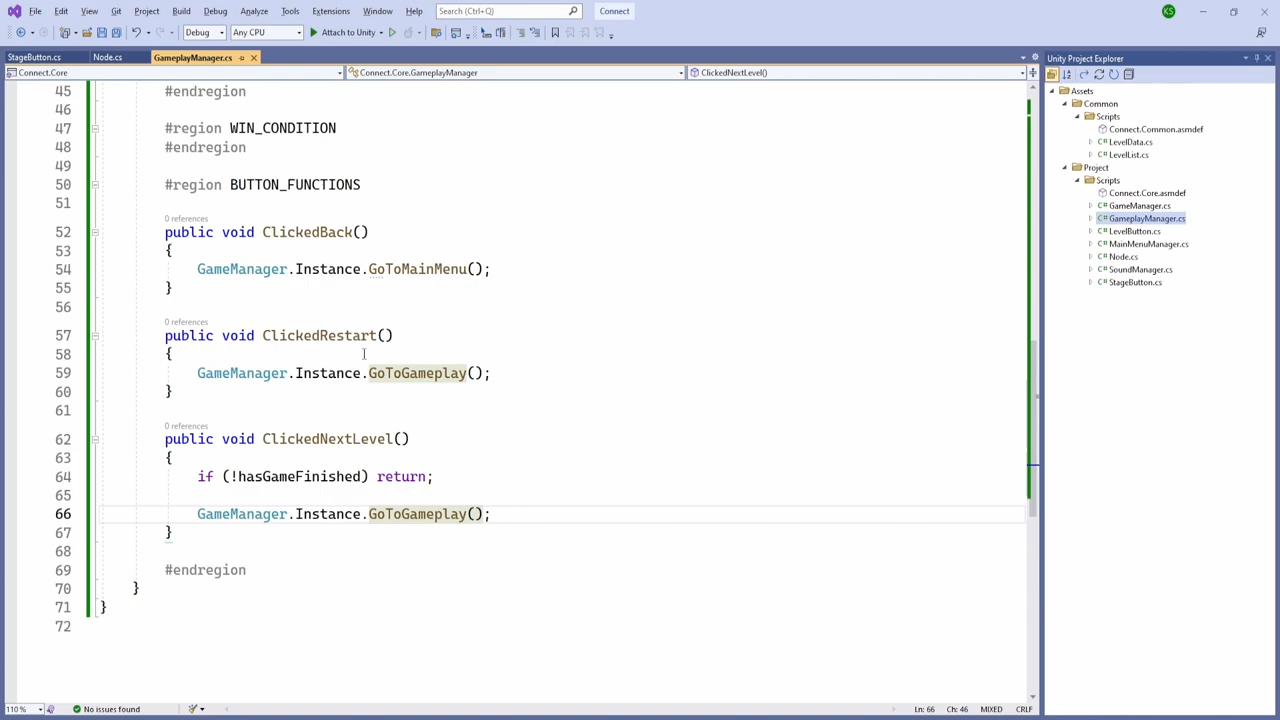 File Edit View Git Project Build Debug Analyze Tools Extensions Window Help Search (Ctrl+Q) Connect KS
Debug Any CPU Attach to Unity
StageButton.cs Node.cs GameplayManager.cs
Connect.Core Connect.Core.GameplayManager ClickedNextLevel()
45 #endregion
46
47 #region WIN_CONDITION
48 #endregion
49
50 #region BUTTON_FUNCTIONS
51
0 references
52 public void ClickedBack()
53 {
54 GameManager.Instance.GoToMainMenu();
55 }
56
0 references
57 public void ClickedRestart()
58 {
59 GameManager.Instance.GoToGameplay();
60 }
61
0 references
62 public void ClickedNextLevel()
63 {
64 if (!hasGameFinished) return;
65
66 GameManager.Instance.GoToGameplay();
67 }
68
69 #endregion
70 }
71 }
72
110 % No issues found Ln: 66 Ch: 46 MIXED CRLF
Unity Project Explorer
Assets
Common
Scripts
Connect.Common.asmdef
C# LevelData.cs
C# LevelList.cs
Project
Scripts
Connect.Core.asmdef
C# GameManager.cs
C# GameplayManager.cs
C# LevelButton.cs
C# MainMenuManager.cs
C# Node.cs
C# SoundManager.cs
C# StageButton.cs